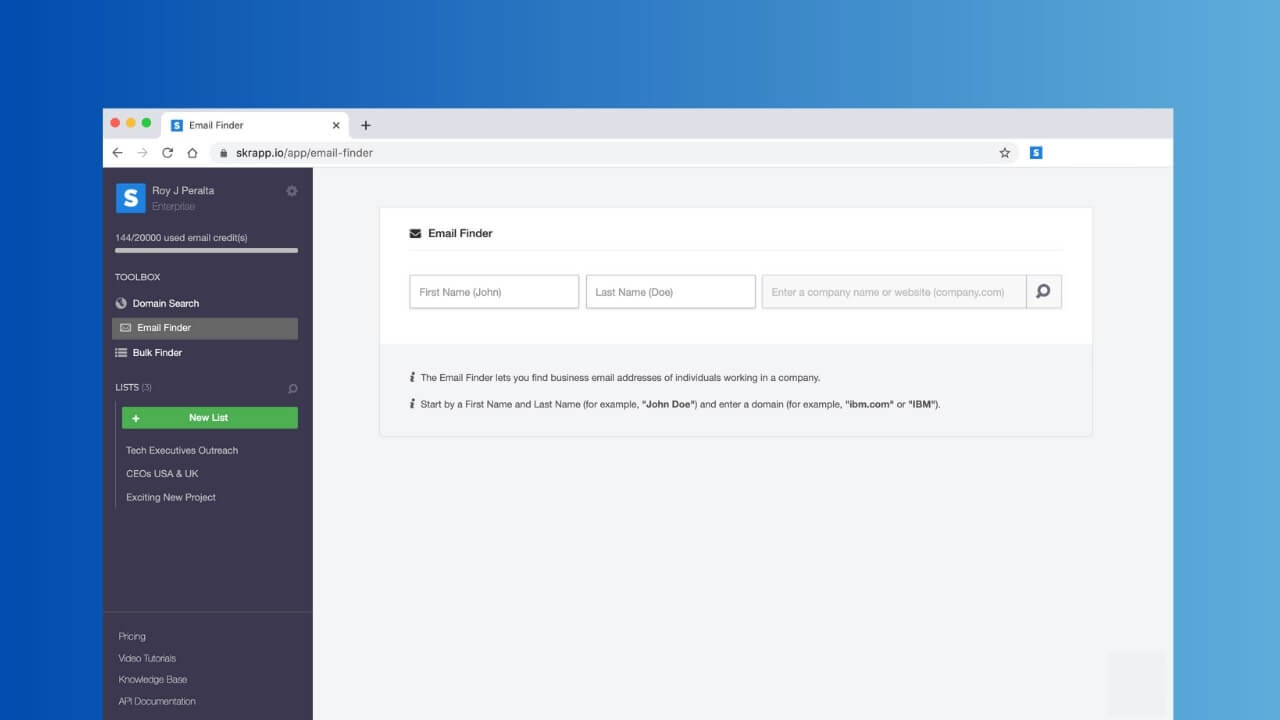 S Email Finder
skrapp.io/app/email-finder
S
S Roy J Peralta
Enterprise
144/20000 used email credit(s)
TOOLBOX
Domain Search
Email Finder
Bulk Finder
LISTS (3)
+ New List
Tech Executives Outreach
CEOs USA & UK
Exciting New Project
Pricing
Video Tutorials
Knowledge Base
API Documentation
Email Finder
First Name (John) Last Name (Doe) Enter a company name or website (company.com)
i The Email Finder lets you find business email addresses of individuals working in a company.
i Start by a First Name and Last Name (for example, "John Doe") and enter a domain (for example, "ibm.com" or "IBM").